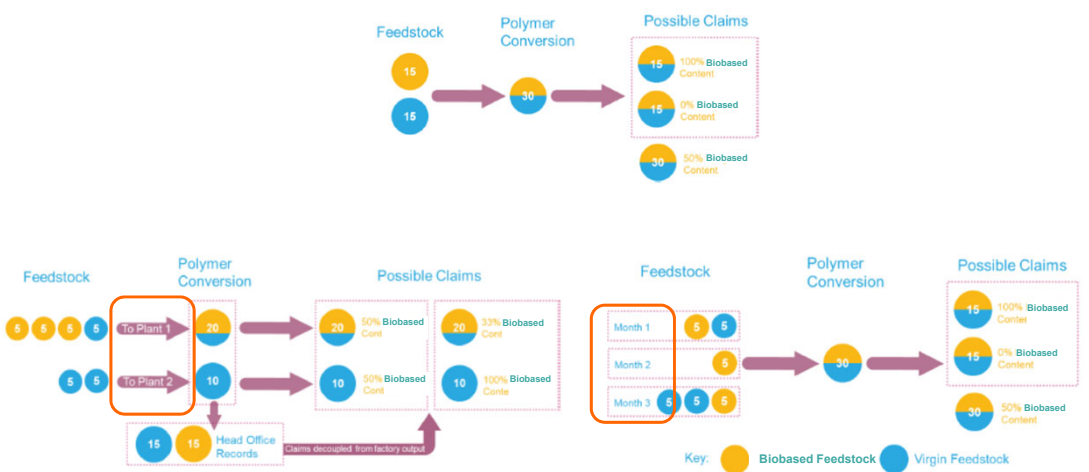 Feedstock
Polymer
Conversion
Possible Claims
15
15
30
15
100% Biobased
Content
15
0% Biobased
Content
30
50% Biobased
Content
Feedstock
Polymer
Conversion
Possible Claims
5 5 5 5
To Plant 1
20
20
50% Biobased
Cont
20
33% Biobased
Cont
5 5
To Plant 2
10
10
50% Biobased
Cont
10
100% Biobased
Conte
15 15
Head Office
Records
Claims decoupled from factory output
Feedstock
Polymer
Conversion
Possible Claims
Month 1
5 5
Month 2
5
Month 3
5 5 5
30
15
100% Biobased
Conter
15
0% Biobased
Content
30
50% Biobased
Content
Key:
Biobased Feedstock
Virgin Feedstock